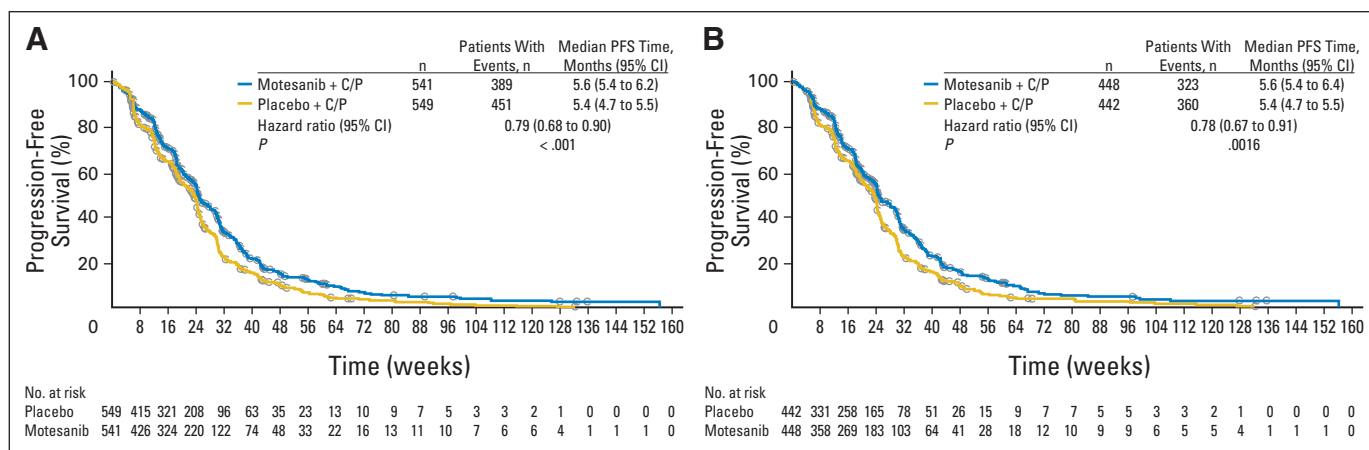 A
Patients With Median PFS Time,
n Events, n Months (95% CI)
Motesanib + C/P 541 389 5.6 (5.4 to 6.2)
Placebo + C/P 549 451 5.4 (4.7 to 5.5)
Hazard ratio (95% CI) 0.79 (0.68 to 0.90)
P < .001
Progression-Free
Survival (%)
100
80
60
40
20
0 8 16 24 32 40 48 56 64 72 80 88 96 104 112 120 128 136 144 152 160
Time (weeks)
No. at risk
Placebo 549 415 321 208 96 63 35 23 13 10 9 7 5 3 3 2 1 0 0 0 0
Motesanib 541 426 324 220 122 74 48 33 22 16 13 11 10 7 6 6 4 1 1 1 0
B
Patients With Median PFS Time,
n Events, n Months (95% CI)
Motesanib + C/P 448 323 5.6 (5.4 to 6.4)
Placebo + C/P 442 360 5.4 (4.7 to 5.5)
Hazard ratio (95% CI) 0.78 (0.67 to 0.91)
P .0016
Progression-Free
Survival (%)
100
80
60
40
20
0 8 16 24 32 40 48 56 64 72 80 88 96 104 112 120 128 136 144 152 160
Time (weeks)
No. at risk
Placebo 442 331 258 165 78 51 26 15 9 7 7 5 5 3 3 2 1 0 0 0 0
Motesanib 448 358 269 183 103 64 41 28 18 12 10 9 9 6 5 5 4 1 1 1 0